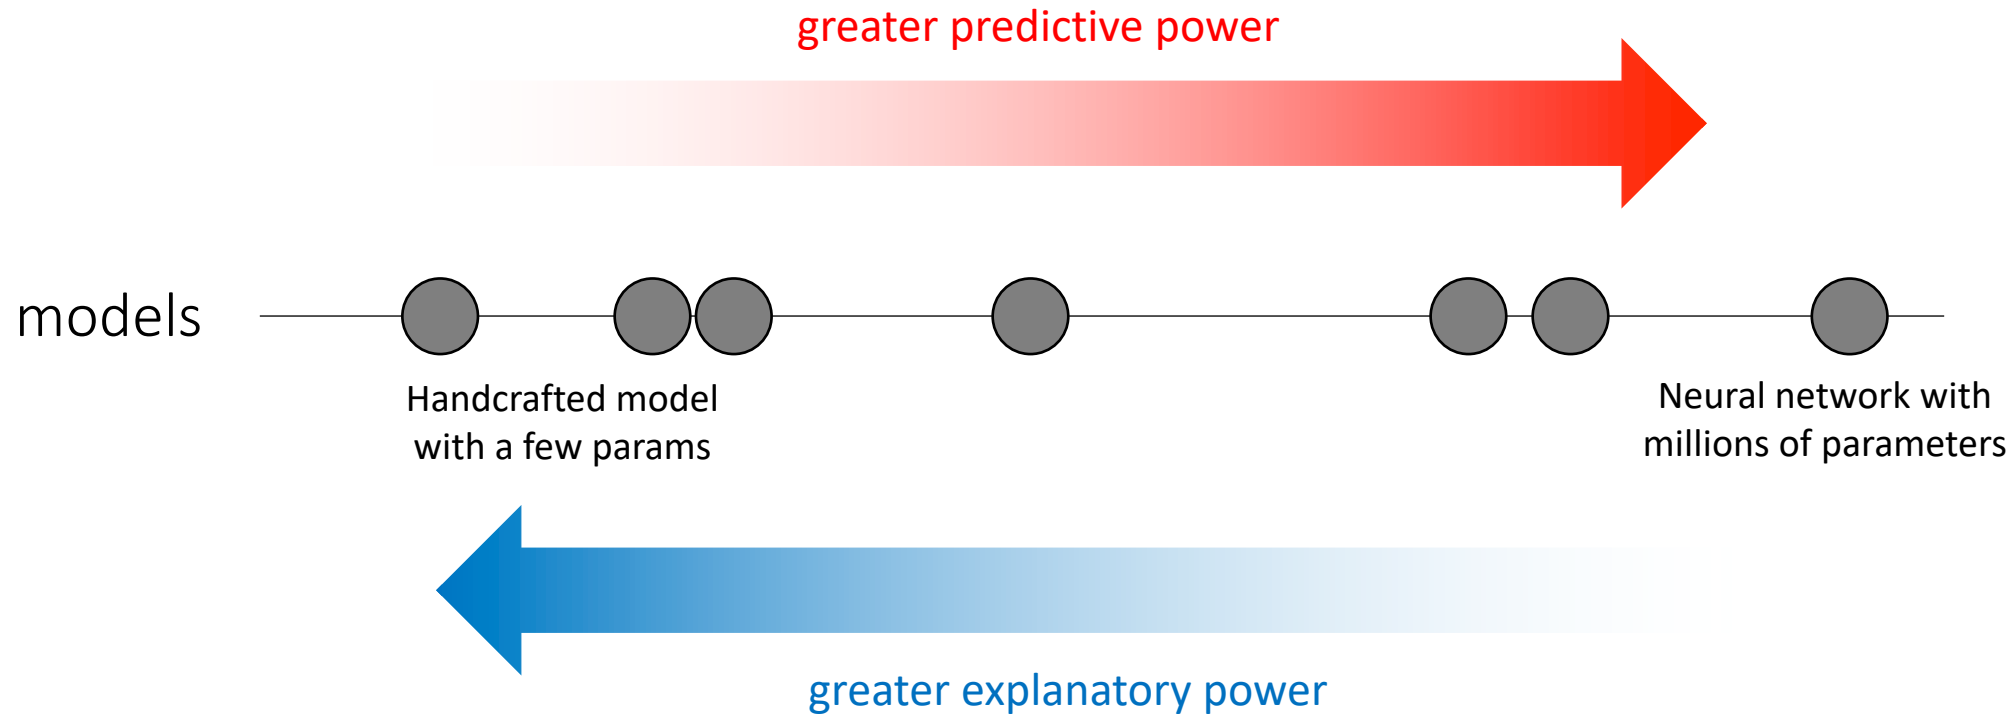 greater predictive power
models
Handcrafted model
with a few params
Neural network with
millions of parameters
greater explanatory power